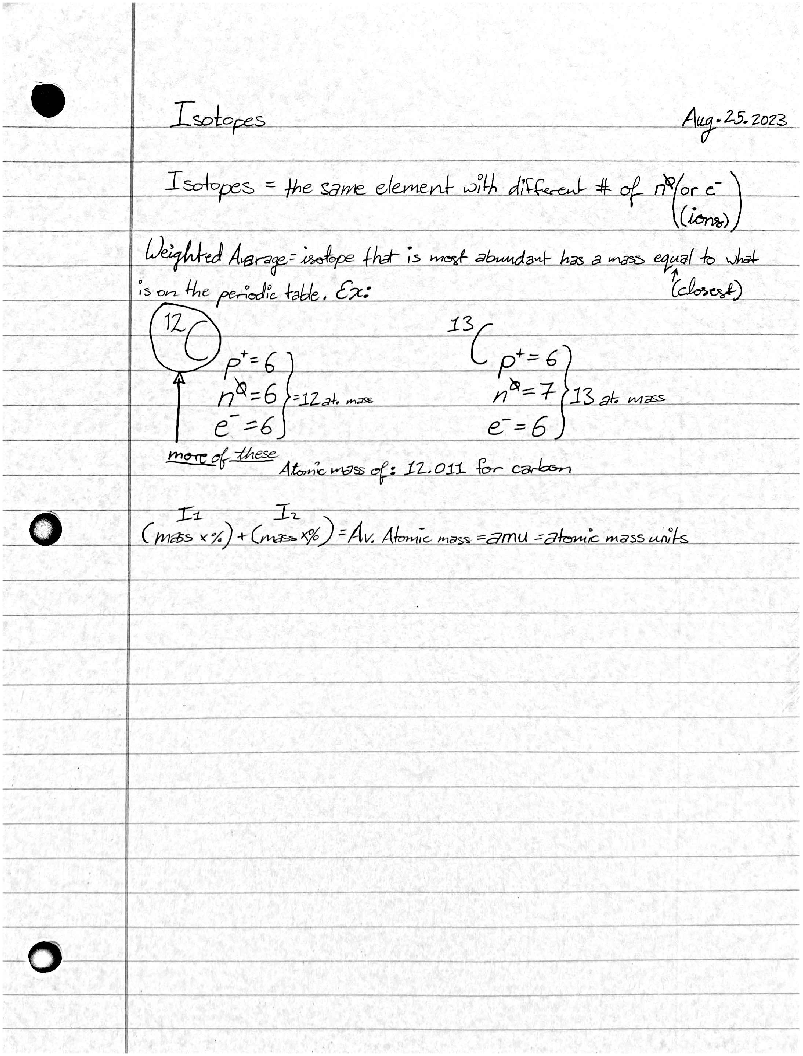 Isotopes Aug. 25. 2023
Isotopes = the same element with different # of n⁰(or e⁻
(ions))
Weighted Average = isotope that is most abundant has a mass equal to what
is on the periodic table. Ex: ↑(closest)
¹²C ¹³C
p⁺ = 6 p⁺ = 6
n⁰ = 6 } = 12 at. mass n⁰ = 7 } 13 at. mass
e⁻ = 6 e⁻ = 6
more of these
Atomic mass of: 12.011 for carbon
I₁ I₂
(mass x %) + (mass x %) = Av. Atomic mass = amu = atomic mass units